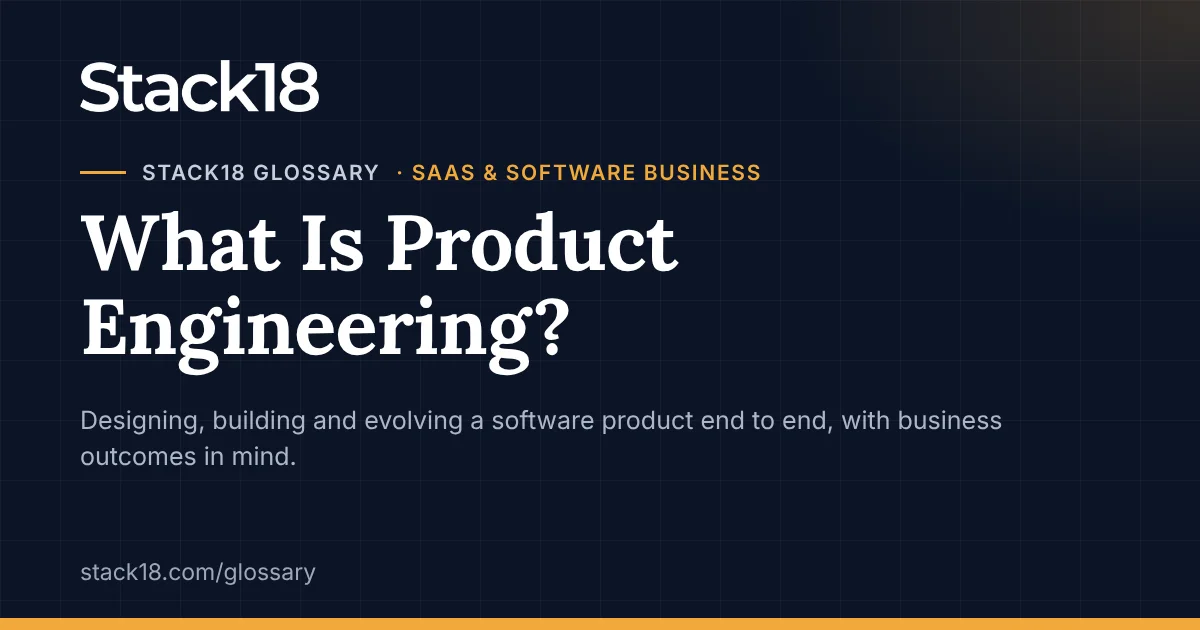 Stack18
STACK18 GLOSSARY · SAAS & SOFTWARE BUSINESS
What Is Product
Engineering?
Designing, building and evolving a software product end to end, with business
outcomes in mind.
stack18.com/glossary